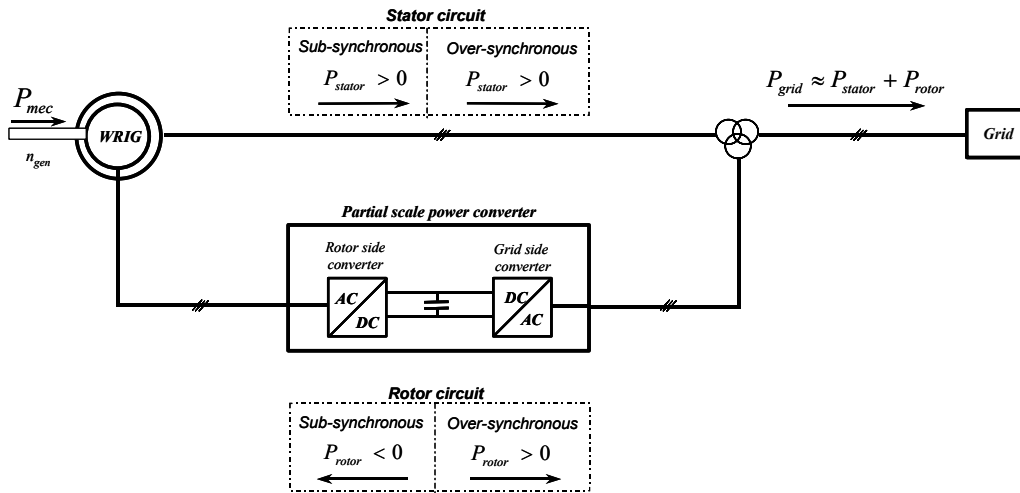 Stator circuit
Sub-synchronous Over-synchronous
P_stator > 0 P_stator > 0
P_grid ≈ P_stator + P_rotor
P_mec
WRIG
n_gen
Grid
Partial scale power converter
Rotor side
converter
Grid side
converter
AC
DC
DC
AC
Rotor circuit
Sub-synchronous Over-synchronous
P_rotor < 0 P_rotor > 0